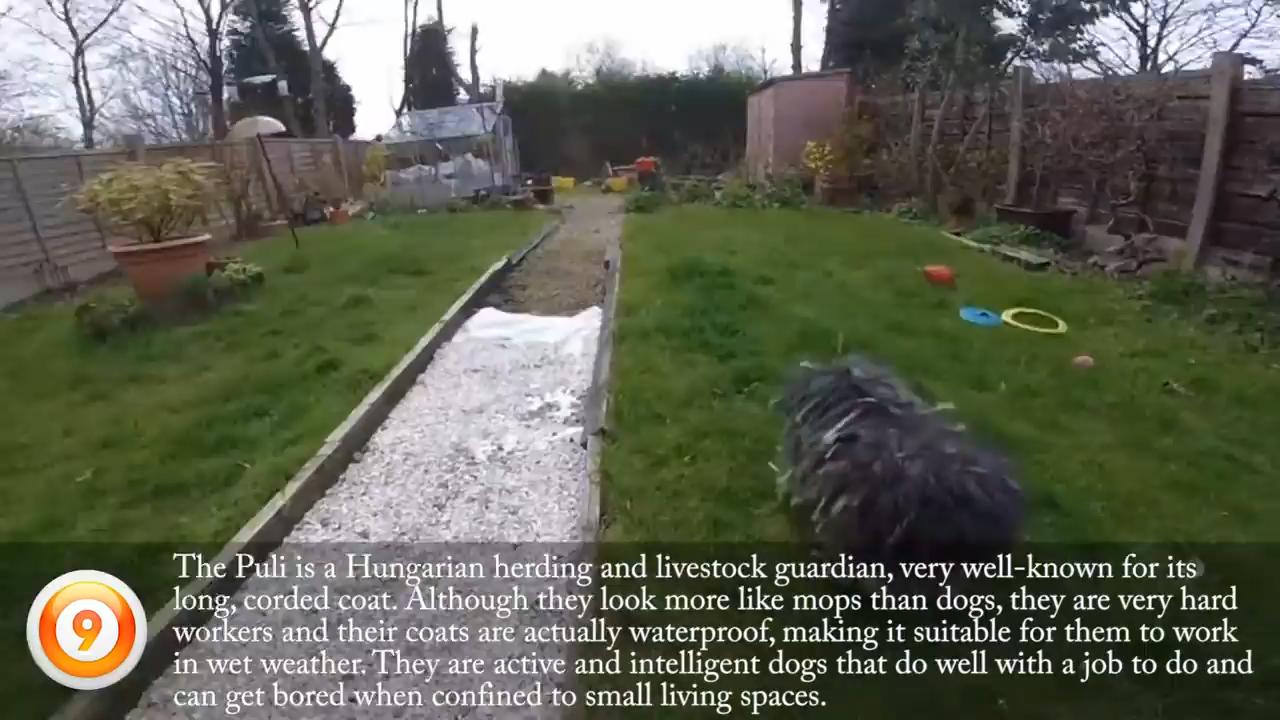 9
The Puli is a Hungarian herding and livestock guardian, very well-known for its
long, corded coat. Although they look more like mops than dogs, they are very hard
workers and their coats are actually waterproof, making it suitable for them to work
in wet weather. They are active and intelligent dogs that do well with a job to do and
can get bored when confined to small living spaces.